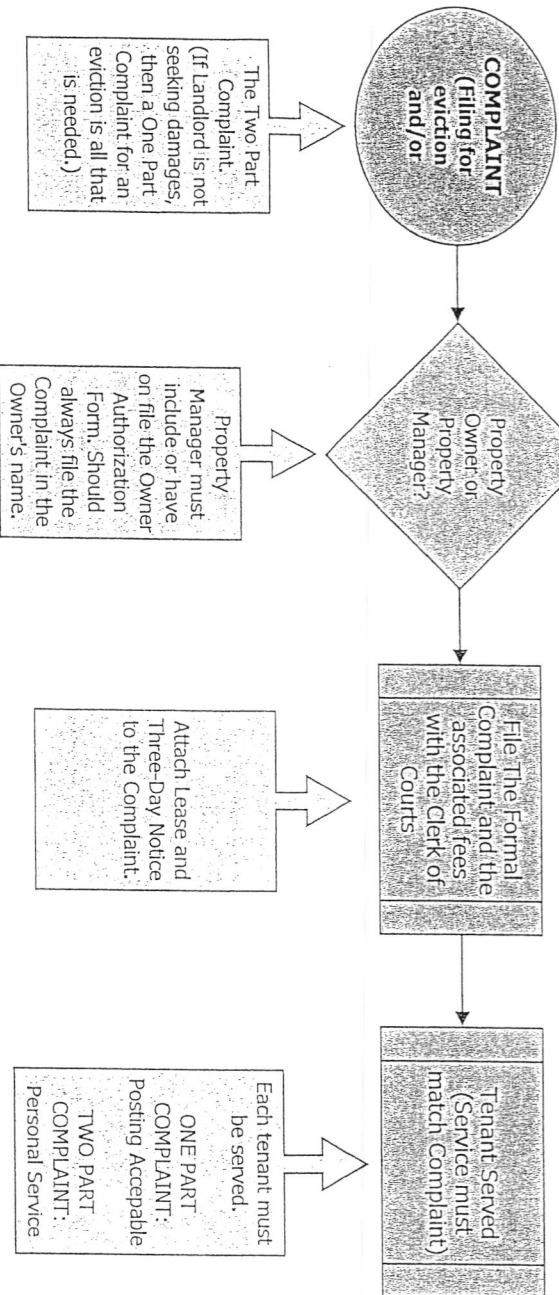 COMPLAINT
(Filing for
eviction
and/or
The Two Part
Complaint.
(If Landlord is not
seeking damages,
then a One Part
Complaint for an
eviction is all that
is needed.)
Property
Owner or
Property
Manager?
Property
Manager must
include or have
on file the Owner
Authorization
Form. Should
always file the
Complaint in the
Owner's name.
File The Formal
Complaint and the
associated fees
with the Clerk of
Courts
Attach Lease and
Three-Day Notice
to the Complaint.
Tenant Served
(Service must
match Complaint)
Each tenant must
be served.
ONE PART
COMPLAINT:
Posting Accepable
TWO PART
COMPLAINT:
Personal Service